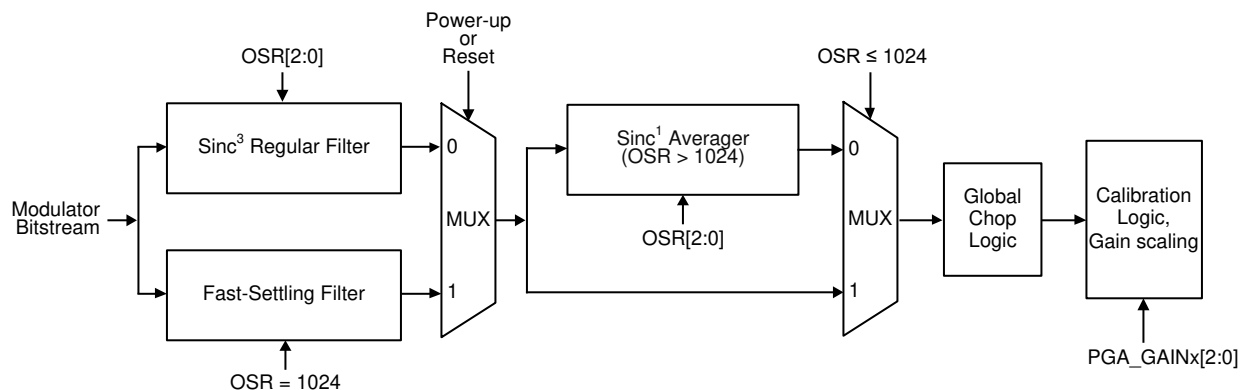 Power-up
or
Reset
OSR[2:0]
OSR ≤ 1024
Sinc³ Regular Filter
0
Sinc¹ Averager
(OSR > 1024)
0
Modulator
Bitstream
MUX
OSR[2:0]
MUX
Global
Chop
Logic
Calibration
Logic,
Gain scaling
Fast-Settling Filter
1
1
OSR = 1024
PGA_GAINx[2:0]